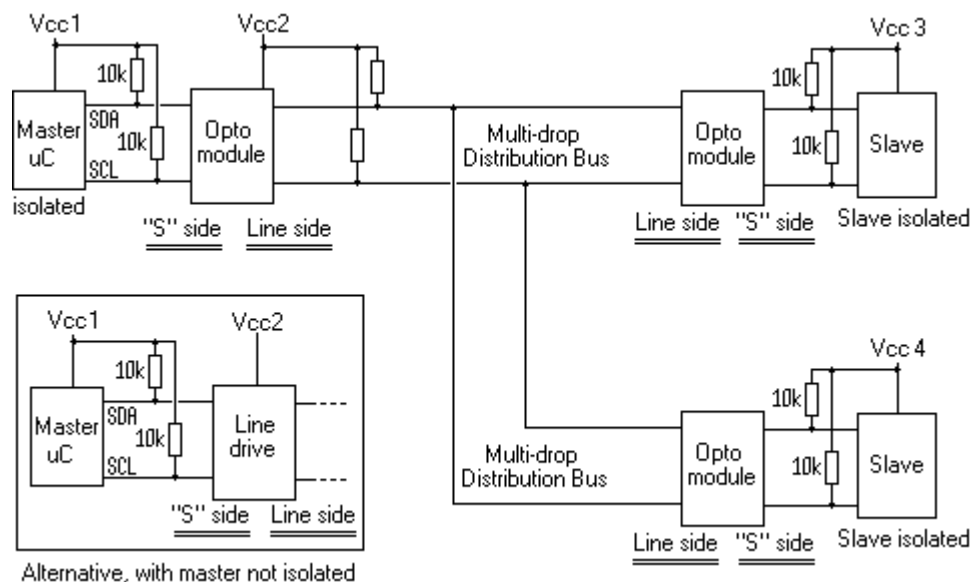 Vcc1
Vcc2
Vcc 3
10k
10k
SDA
SCL
Master
uC
isolated
Opto
module
"S" side
Line side
Multi-drop
Distribution Bus
Opto
module
10k
10k
Slave
Line side
"S" side
Slave isolated
Vcc1
Vcc2
10k
10k
SDA
SCL
Master
uC
Line
drive
"S" side
Line side
Alternative, with master not isolated
Multi-drop
Distribution Bus
Vcc 4
10k
10k
Opto
module
Slave
Line side
"S" side
Slave isolated